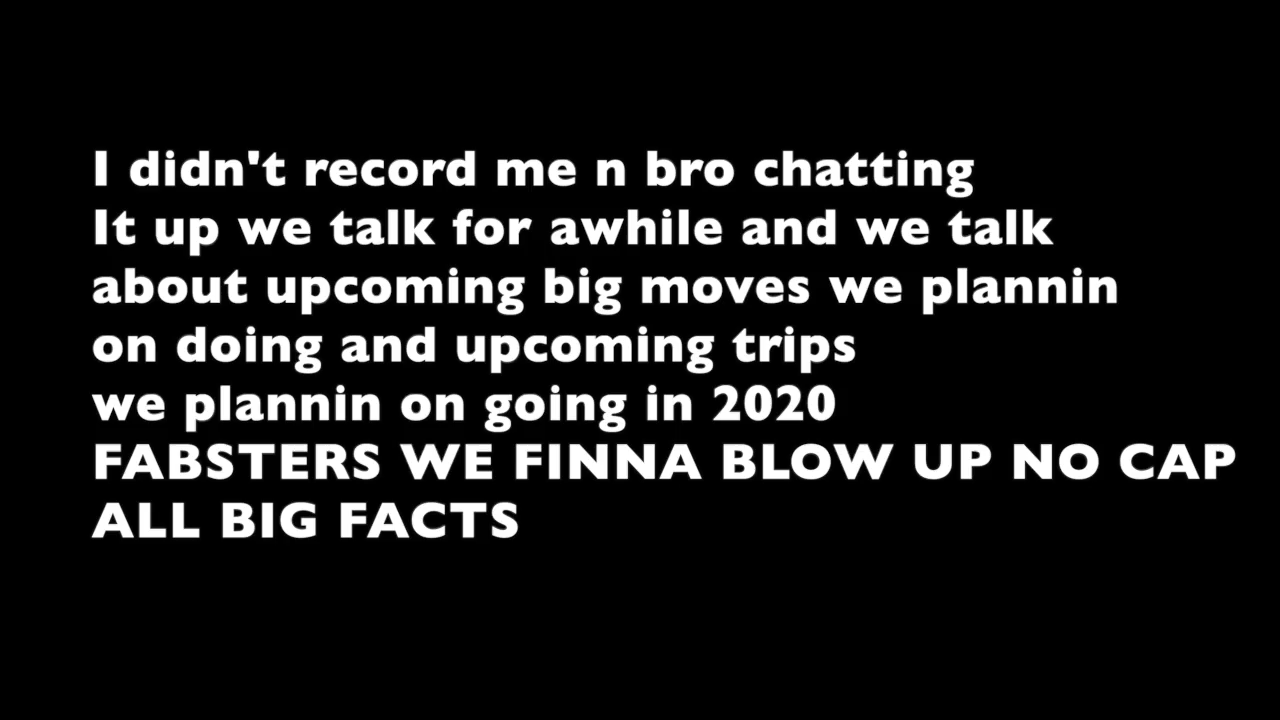 I didn't record me n bro chatting
It up we talk for awhile and we talk
about upcoming big moves we plannin
on doing and upcoming trips
we plannin on going in 2020
FABSTERS WE FINNA BLOW UP NO CAP
ALL BIG FACTS